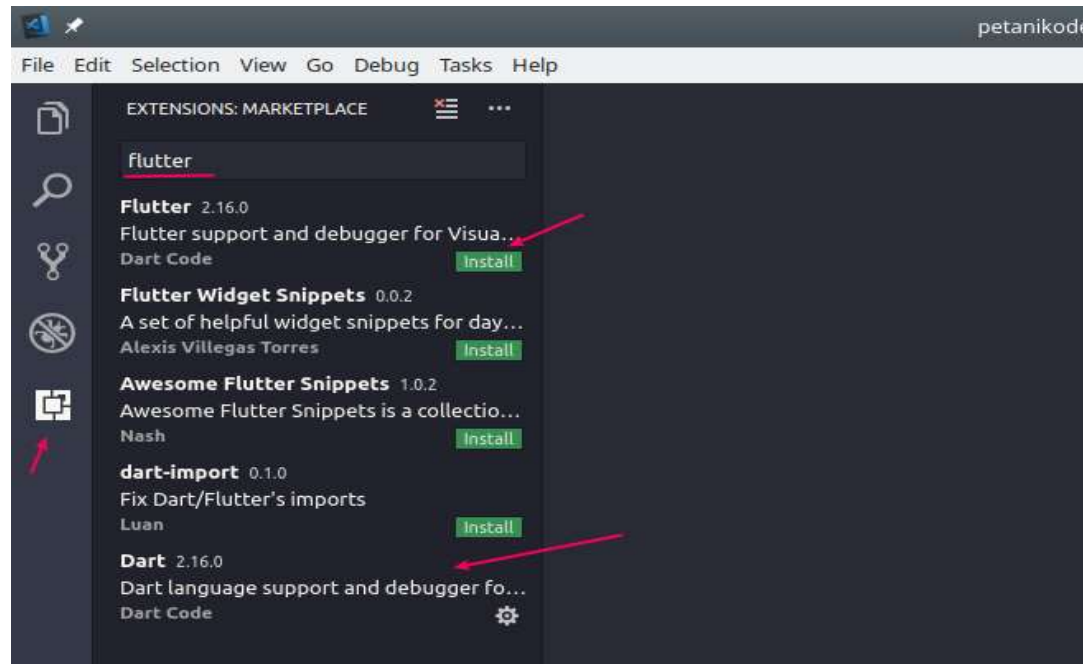 petanikode
File Edit Selection View Go Debug Tasks Help
EXTENSIONS: MARKETPLACE
flutter
Flutter 2.16.0
Flutter support and debugger for Visua...
Dart Code Install
Flutter Widget Snippets 0.0.2
A set of helpful widget snippets for day...
Alexis Villegas Torres Install
Awesome Flutter Snippets 1.0.2
Awesome Flutter Snippets is a collectio...
Nash Install
dart-import 0.1.0
Fix Dart/Flutter's imports
Luan Install
Dart 2.16.0
Dart language support and debugger fo...
Dart Code